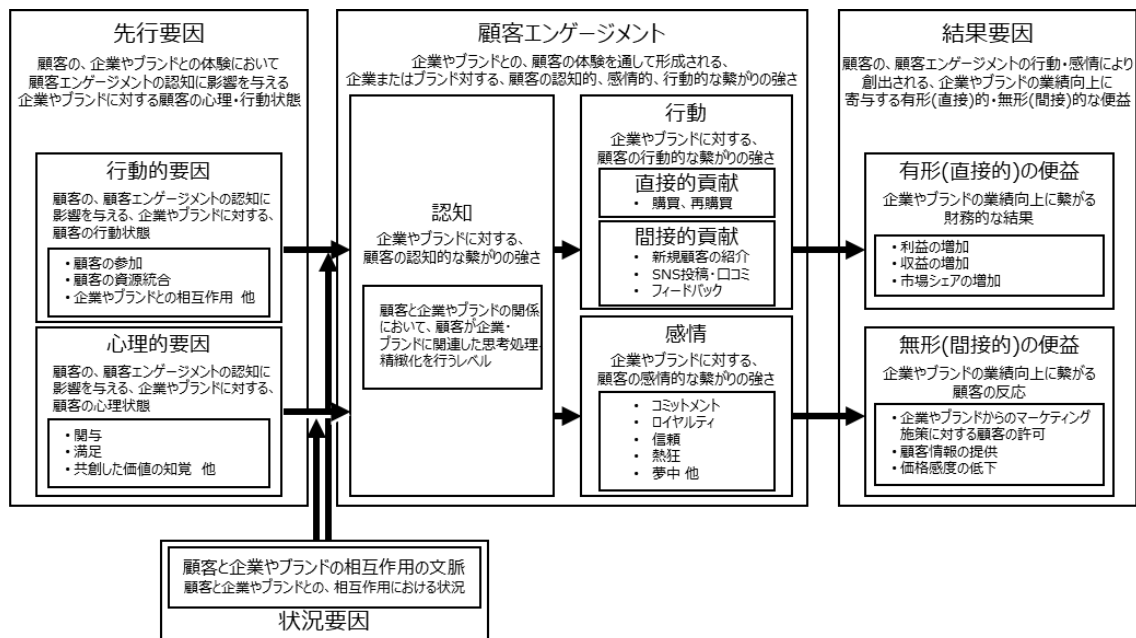 先行要因
顧客の、企業やブランドとの体験において
顧客エンゲージメントの認知に影響を与える
企業やブランドに対する顧客の心理・行動状態
行動的要因
顧客の、顧客エンゲージメントの認知に
影響を与える、企業やブランドに対する、
顧客の行動状態
・顧客の参加
・顧客の資源統合
・企業やブランドとの相互作用 他
心理的要因
顧客の、顧客エンゲージメントの認知に
影響を与える、企業やブランドに対する、
顧客の心理状態
・関与
・満足
・共創した価値の知覚 他
顧客エンゲージメント
企業やブランドとの、顧客の体験を通して形成される、
企業またはブランド対する、顧客の認知的、感情的、行動的な繋がりの強さ
認知
企業やブランドに対する、
顧客の認知的な繋がりの強さ
顧客と企業やブランドの関係
において、顧客が企業・
ブランドに関連した思考処理、
精緻化を行うレベル
行動
企業やブランドに対する、
顧客の行動的な繋がりの強さ
直接的貢献
• 購買、再購買
間接的貢献
• 新規顧客の紹介
• SNS投稿・口コミ
• フィードバック
感情
企業やブランドに対する、
顧客の感情的な繋がりの強さ
• コミットメント
• ロイヤルティ
• 信頼
• 熱狂
• 夢中 他
結果要因
顧客の、顧客エンゲージメントの行動・感情により
創出される、企業やブランドの業績向上に
寄与する有形(直接)的・無形(間接)的な便益
有形(直接的)の便益
企業やブランドの業績向上に繋がる
財務的な結果
• 利益の増加
• 収益の増加
• 市場シェアの増加
無形(間接的)の便益
企業やブランドの業績向上に繋がる
顧客の反応
• 企業やブランドからのマーケティング
施策に対する顧客の許可
• 顧客情報の提供
• 価格感度の低下
顧客と企業やブランドの相互作用の文脈
顧客と企業やブランドとの、相互作用における状況
状況要因